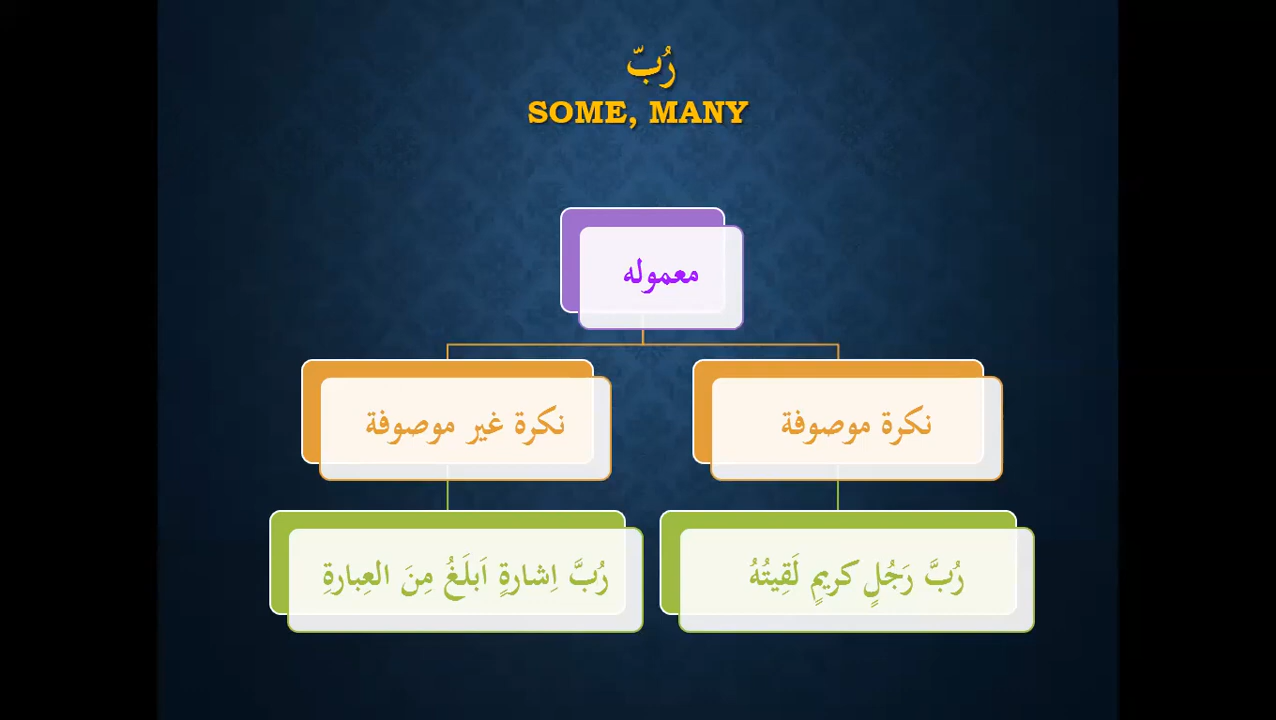 رُبّ
SOME, MANY
معموله
نكرة موصوفة
نكرة غير موصوفة
رُبَّ رَجُلٍ كريمٍ لَقِيتُهُ
رُبَّ اِشارةٍ اَبلَغُ مِنَ العِبارةِ